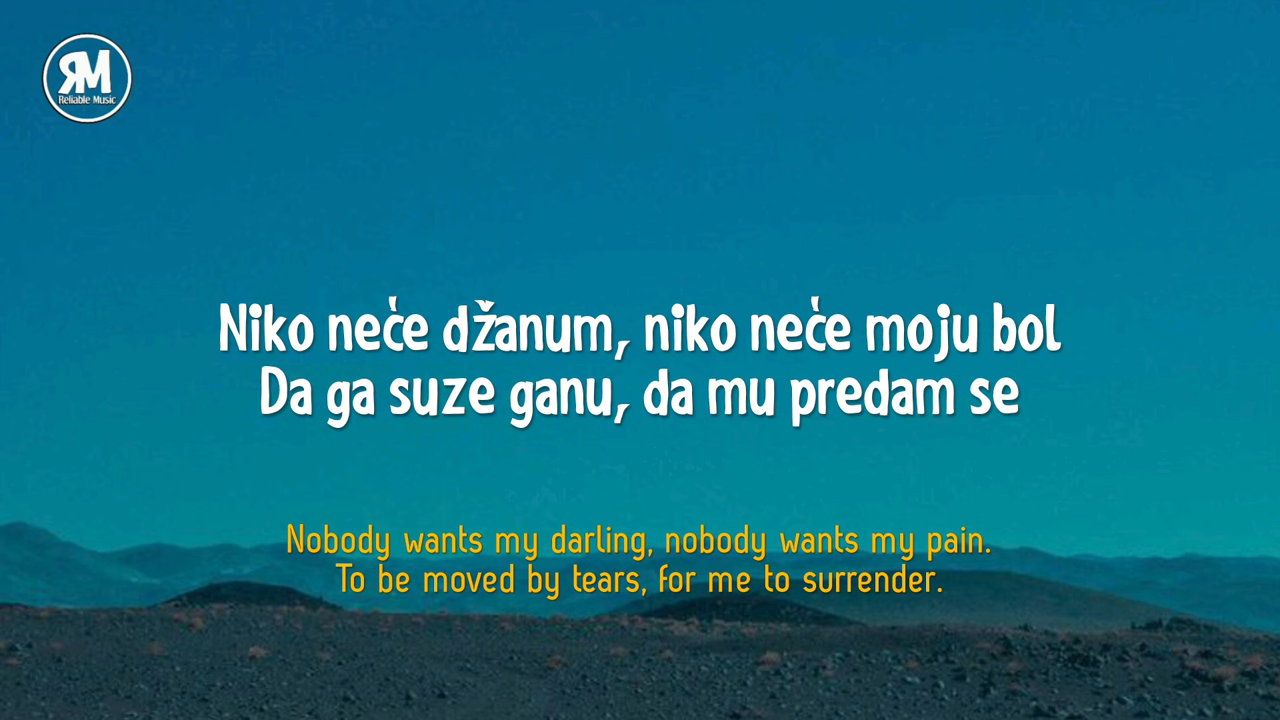 ЯM
Reliable Music
Niko neće džanum, niko neće moju bol
Da ga suze ganu, da mu predam se
Nobody wants my darling, nobody wants my pain.
To be moved by tears, for me to surrender.